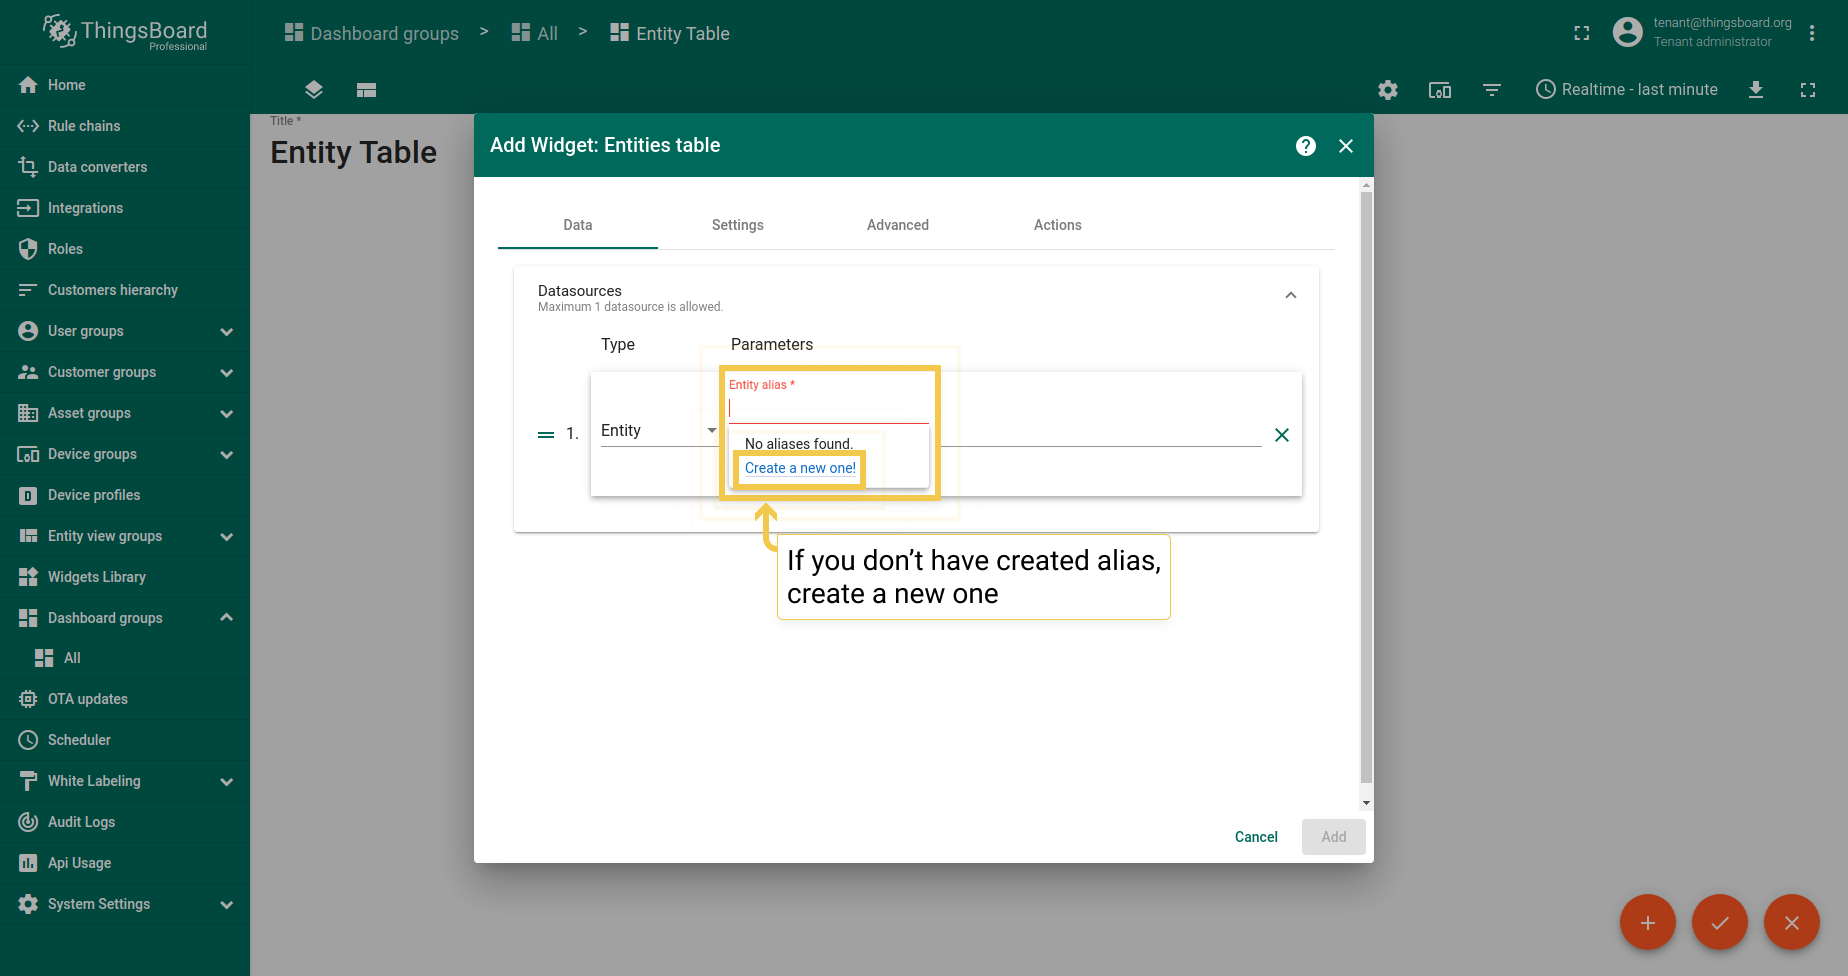 ThingsBoard
Professional
Dashboard groups > All > Entity Table
tenant@thingsboard.org
Tenant administrator
Realtime - last minute
Home
Rule chains
Data converters
Integrations
Roles
Customers hierarchy
User groups
Customer groups
Asset groups
Device groups
Device profiles
Entity view groups
Widgets Library
Dashboard groups
All
OTA updates
Scheduler
White Labeling
Audit Logs
Api Usage
System Settings
Title *
Entity Table
Add Widget: Entities table
Data
Settings
Advanced
Actions
Datasources
Maximum 1 datasource is allowed.
Type
Parameters
1.
Entity
Entity alias *
No aliases found.
Create a new one!
If you don’t have created alias,
create a new one
Cancel
Add